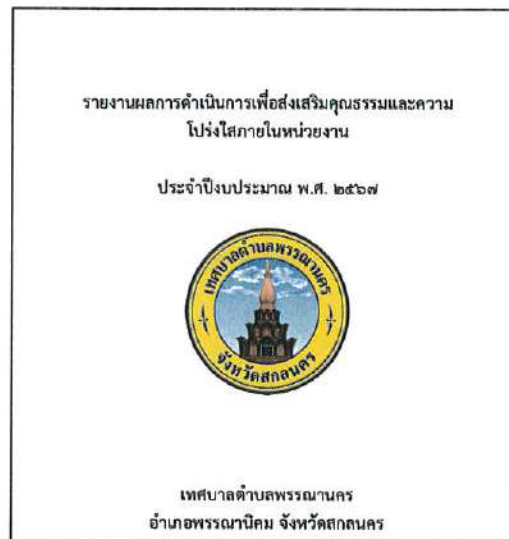 รายงานผลการดำเนินการเพื่อส่งเสริมคุณธรรมและความ
โปร่งใสภายในหน่วยงาน
ประจำปีงบประมาณ พ.ศ. ๒๕๖๗
เทศบาลตำบลพรรณานคร
จังหวัดสกลนคร
เทศบาลตำบลพรรณานคร
อำเภอพรรณานิคม จังหวัดสกลนคร